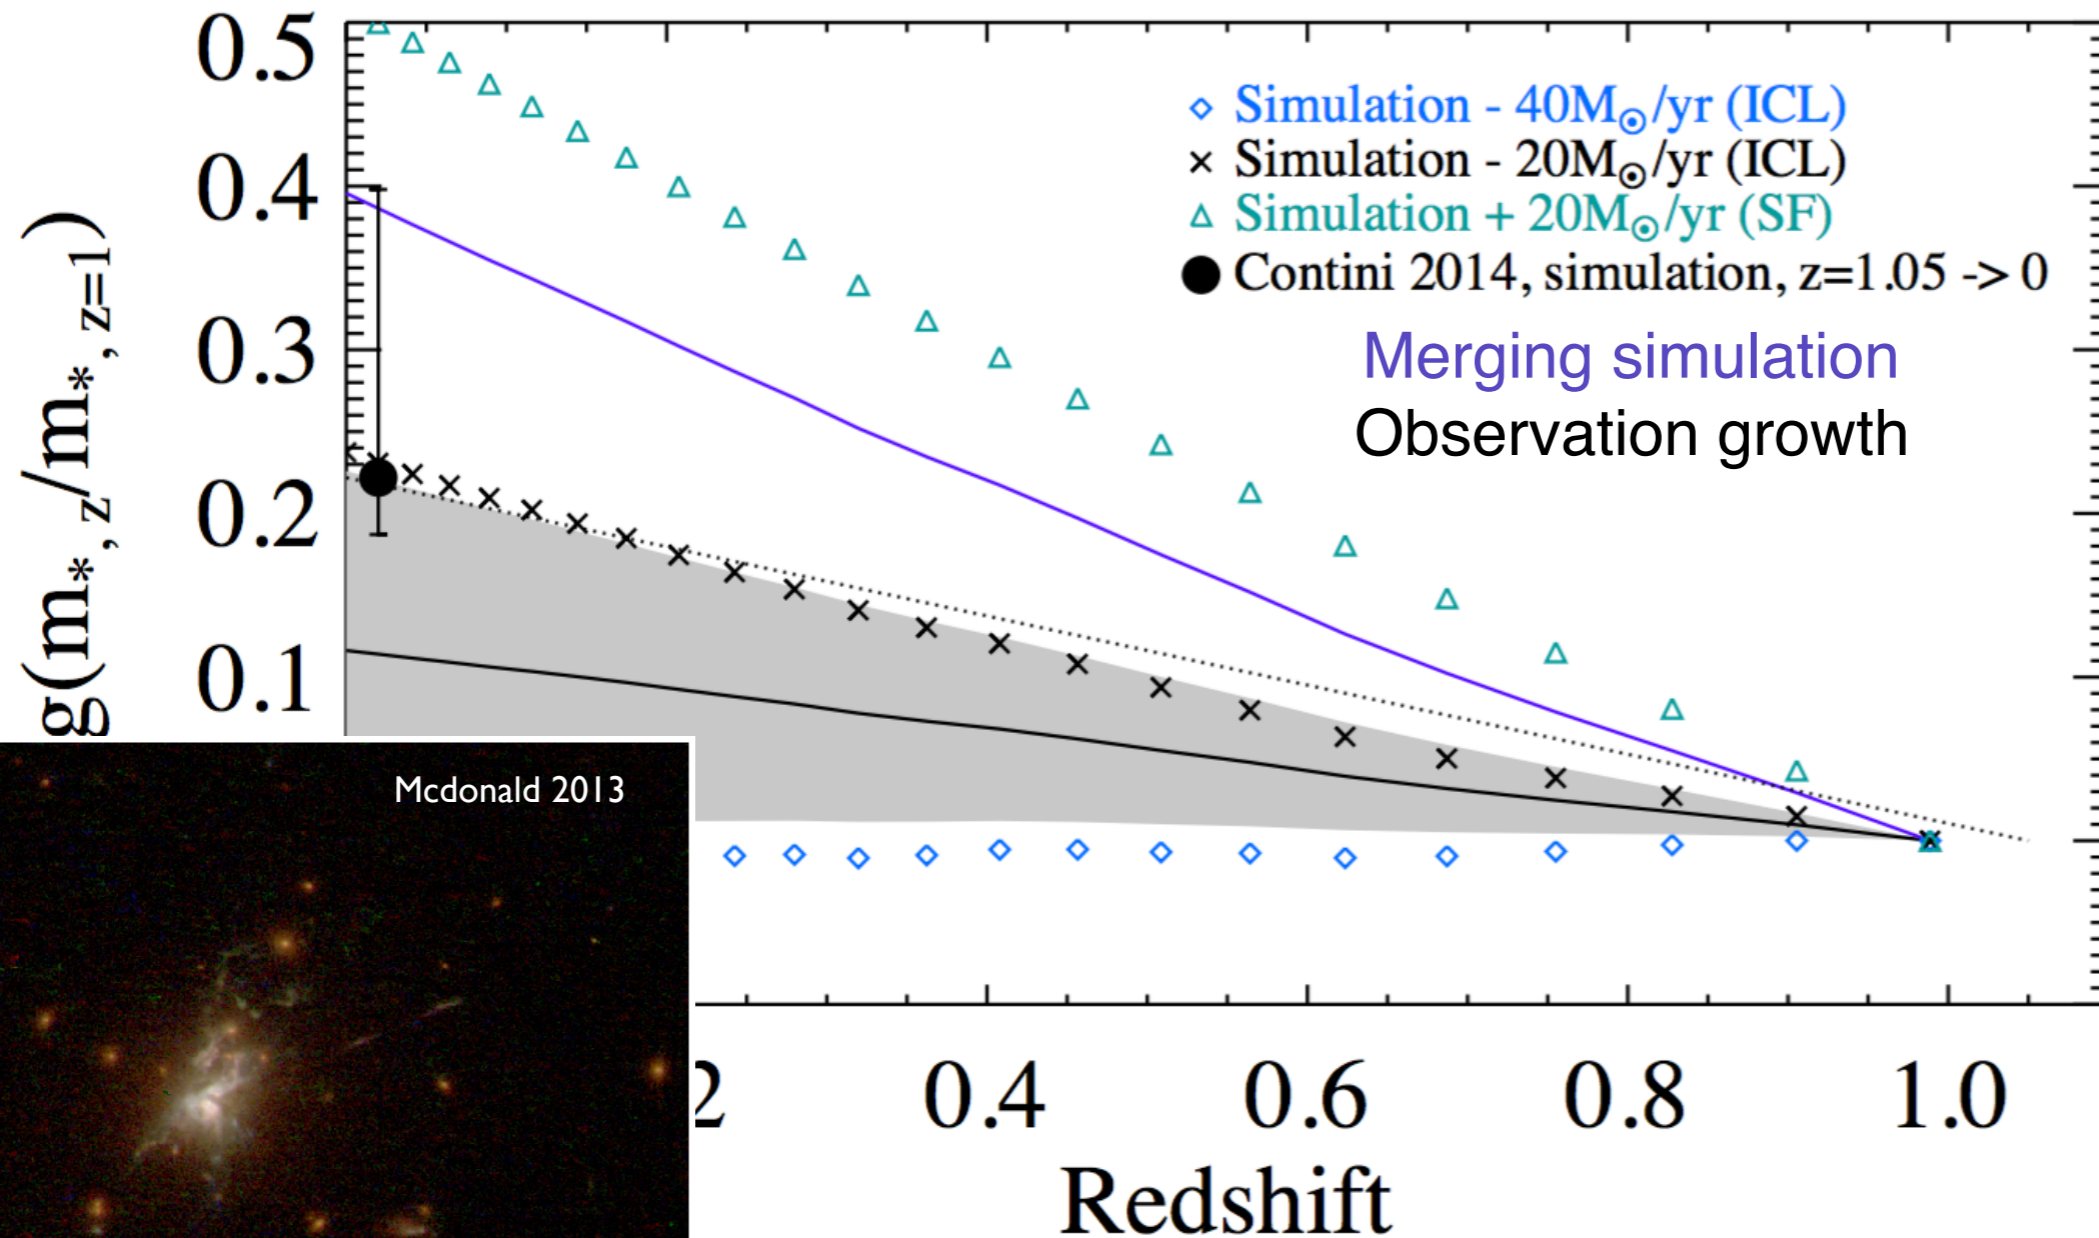 0.5
0.4
0.3
0.2
0.1
g(m*,z/m*,z=1)
Simulation - 40M⊙/yr (ICL)
Simulation - 20M⊙/yr (ICL)
Simulation + 20M⊙/yr (SF)
Contini 2014, simulation, z=1.05 -> 0
Merging simulation
Observation growth
Mcdonald 2013
2 0.4 0.6 0.8 1.0
Redshift